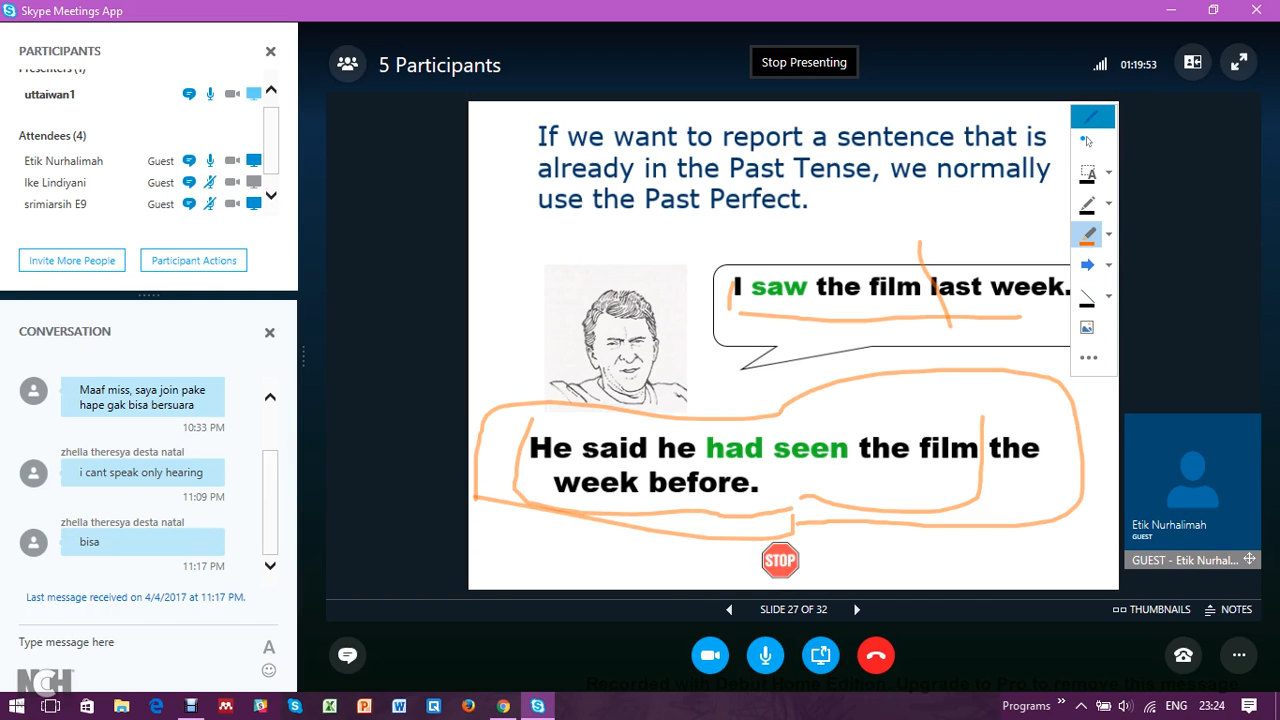 Skype Meetings App
PARTICIPANTS
Presenters (1)
uttaiwan1
Attendees (4)
Etik Nurhalimah Guest
Ike Lindiyani Guest
srimiarsih E9 Guest
Invite More People Participant Actions
CONVERSATION
Maaf miss, saya join pake
hape gak bisa bersuara
10:33 PM
zhella theresya desta natal
i cant speak only hearing
11:09 PM
zhella theresya desta natal
bisa
11:17 PM
Last message received on 4/4/2017 at 11:17 PM.
Type message here
A
NCH
5 Participants
Stop Presenting
01:19:53
If we want to report a sentence that is
already in the Past Tense, we normally
use the Past Perfect.
I saw the film last week.
He said he had seen the film the
week before.
STOP
A
Etik Nurhalimah
GUEST
GUEST - Etik Nurhal...
SLIDE 27 OF 32
THUMBNAILS
NOTES
Recorded with Debut Home Edition. Upgrade to Pro to remove this message
Programs
ENG
23:24